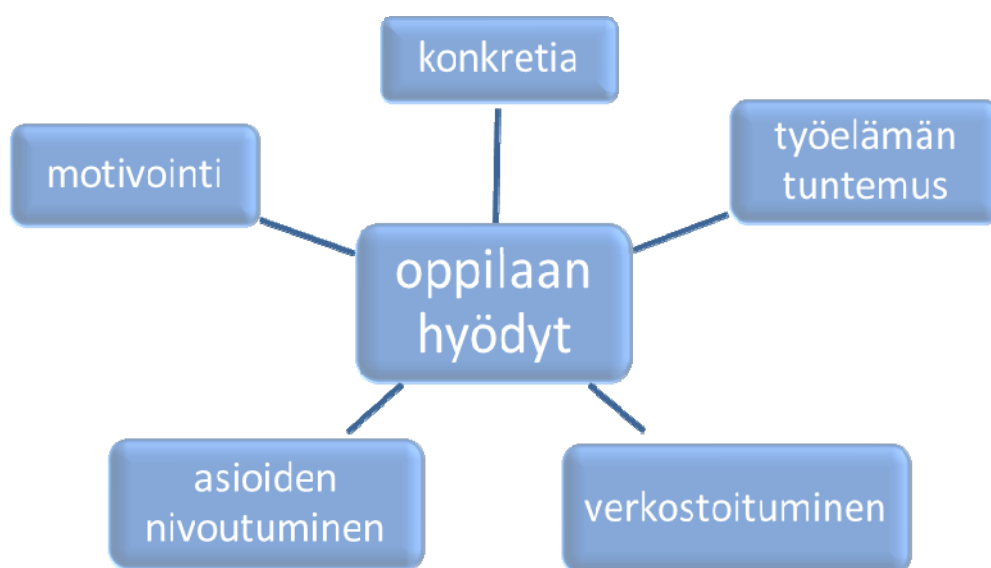 konkretia
motivointi
työelämän
tuntemus
oppilaan
hyödyt
asioiden
nivoutuminen
verkostoituminen